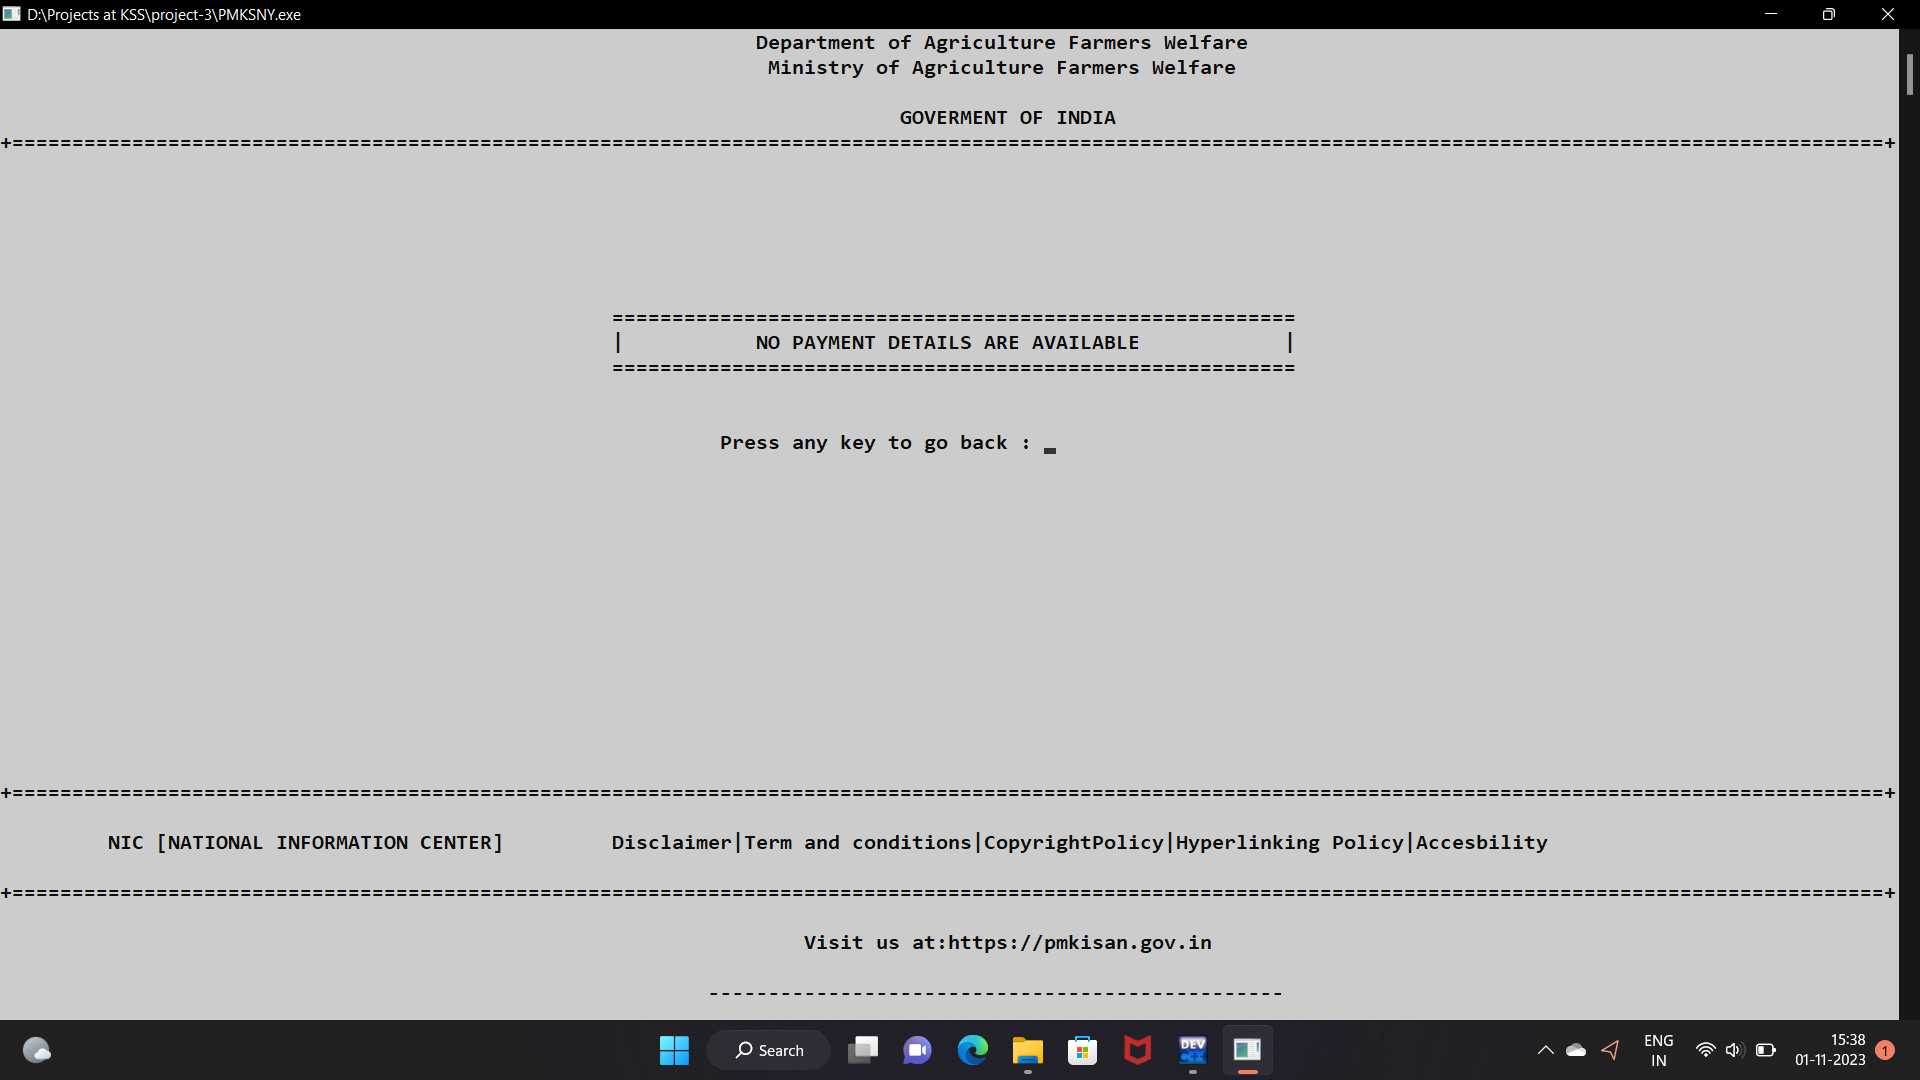 D:\Projects at KSS\project-3\PMKSNY.exe
Department of Agriculture Farmers Welfare
Ministry of Agriculture Farmers Welfare
GOVERMENT OF INDIA
+============================================================================================================================================================+
=========================================================
| NO PAYMENT DETAILS ARE AVAILABLE |
=========================================================
Press any key to go back :
+============================================================================================================================================================+
NIC [NATIONAL INFORMATION CENTER] Disclaimer|Term and conditions|CopyrightPolicy|Hyperlinking Policy|Accesbility
+============================================================================================================================================================+
Visit us at:https://pmkisan.gov.in
------------------------------------------------
Search
DEV
C++
ENG
IN
15:38
01-11-2023
1